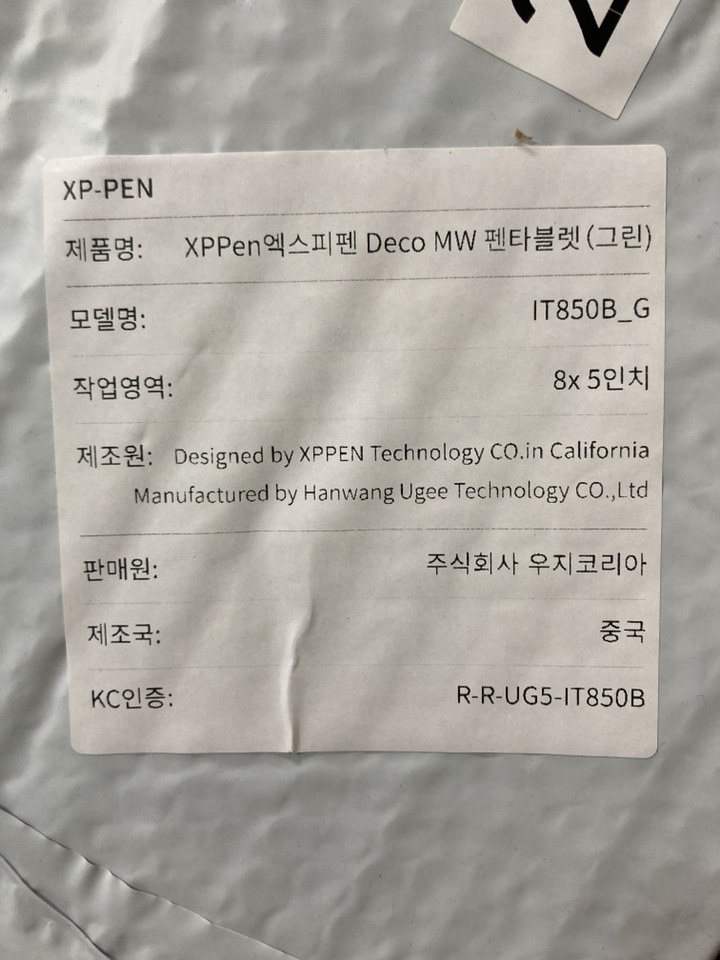 XP-PEN
제품명: XPPen엑스피펜 Deco MW 펜타블렛 (그린)
모델명: IT850B_G
작업영역: 8x 5인치
제조원: Designed by XPPEN Technology CO.in California
Manufactured by Hanwang Ugee Technology CO.,Ltd
판매원: 주식회사 우지코리아
제조국: 중국
KC인증: R-R-UG5-IT850B